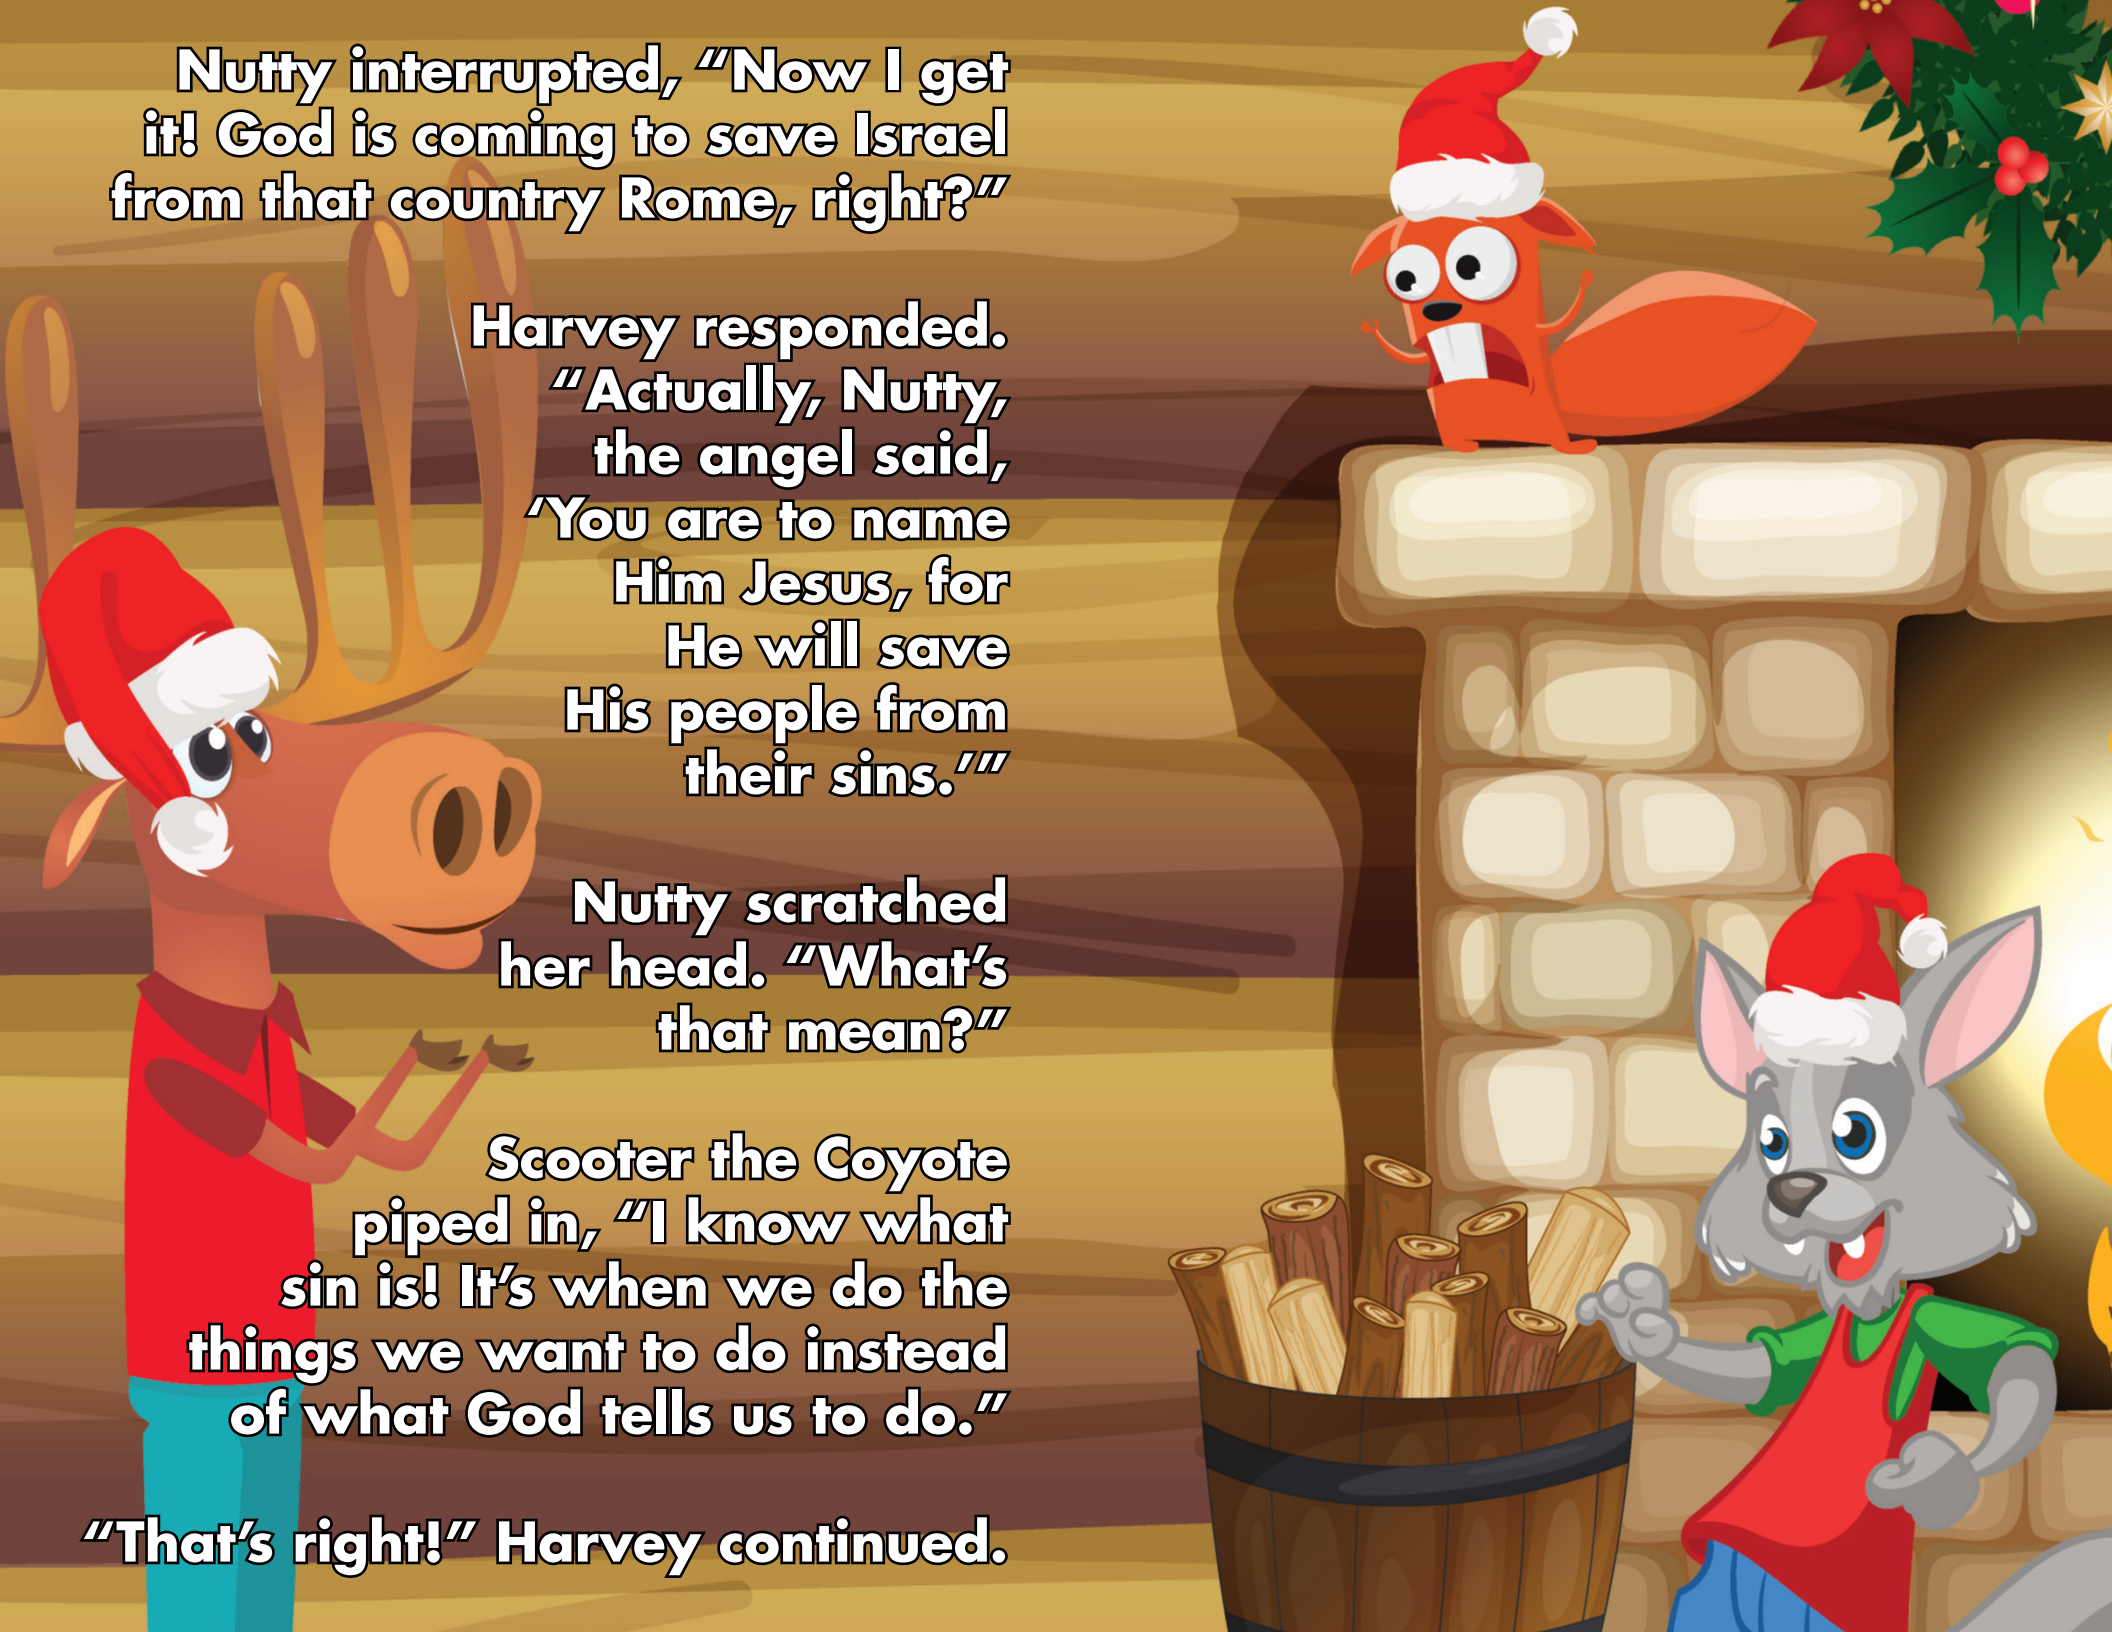 Nutty interrupted, “Now I get
it! God is coming to save Israel
from that country Rome, right?”
Harvey responded.
“Actually, Nutty,
the angel said,
‘You are to name
Him Jesus, for
He will save
His people from
their sins.’”
Nutty scratched
her head. “What’s
that mean?”
Scooter the Coyote
piped in, “I know what
sin is! It’s when we do the
things we want to do instead
of what God tells us to do.”
“That’s right!” Harvey continued.